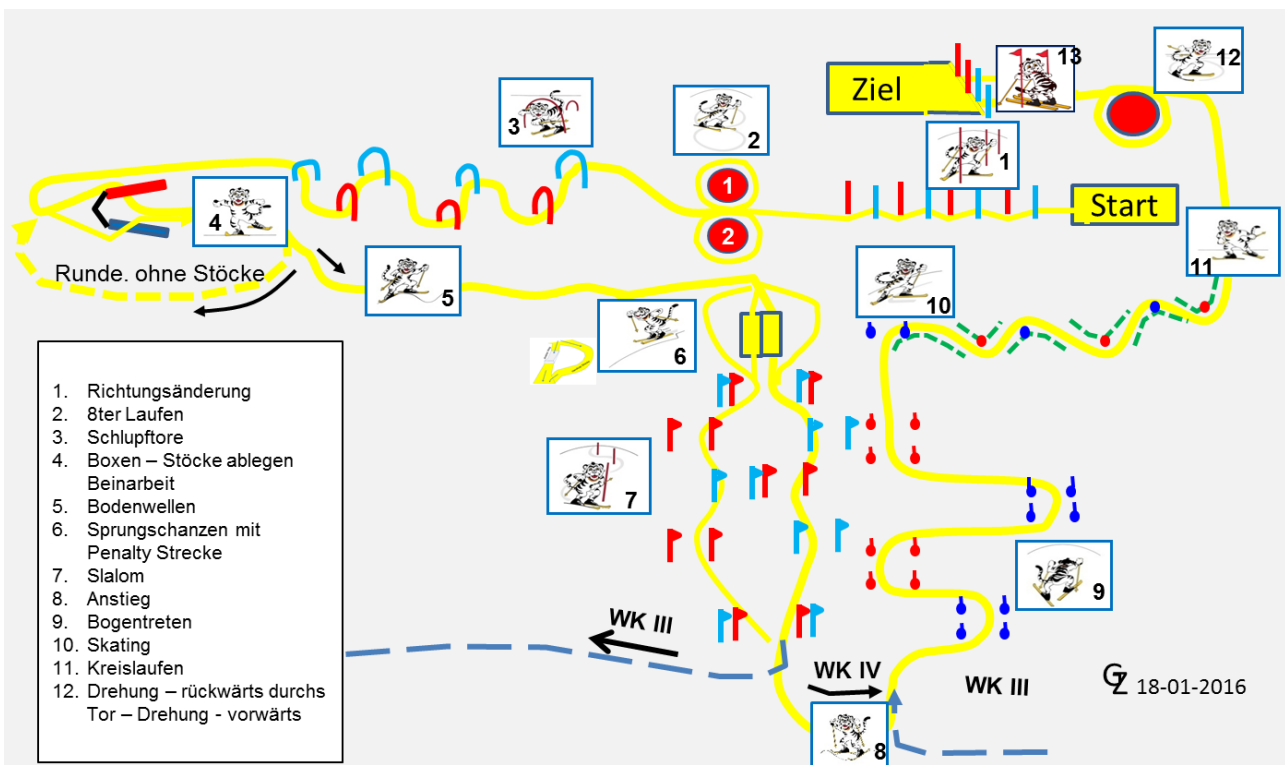 Ziel
13
12
3
2
1
1
Start
4
2
11
Runde. ohne Stöcke
5
10
6
1. Richtungsänderung
2. 8ter Laufen
3. Schlupftore
4. Boxen – Stöcke ablegen
Beinarbeit
5. Bodenwellen
6. Sprungschanzen mit
Penalty Strecke
7. Slalom
8. Anstieg
9. Bogentreten
10. Skating
11. Kreislaufen
12. Drehung – rückwärts durchs
Tor – Drehung - vorwärts
7
9
WK III
WK IV
WK III
GZ 18-01-2016
8